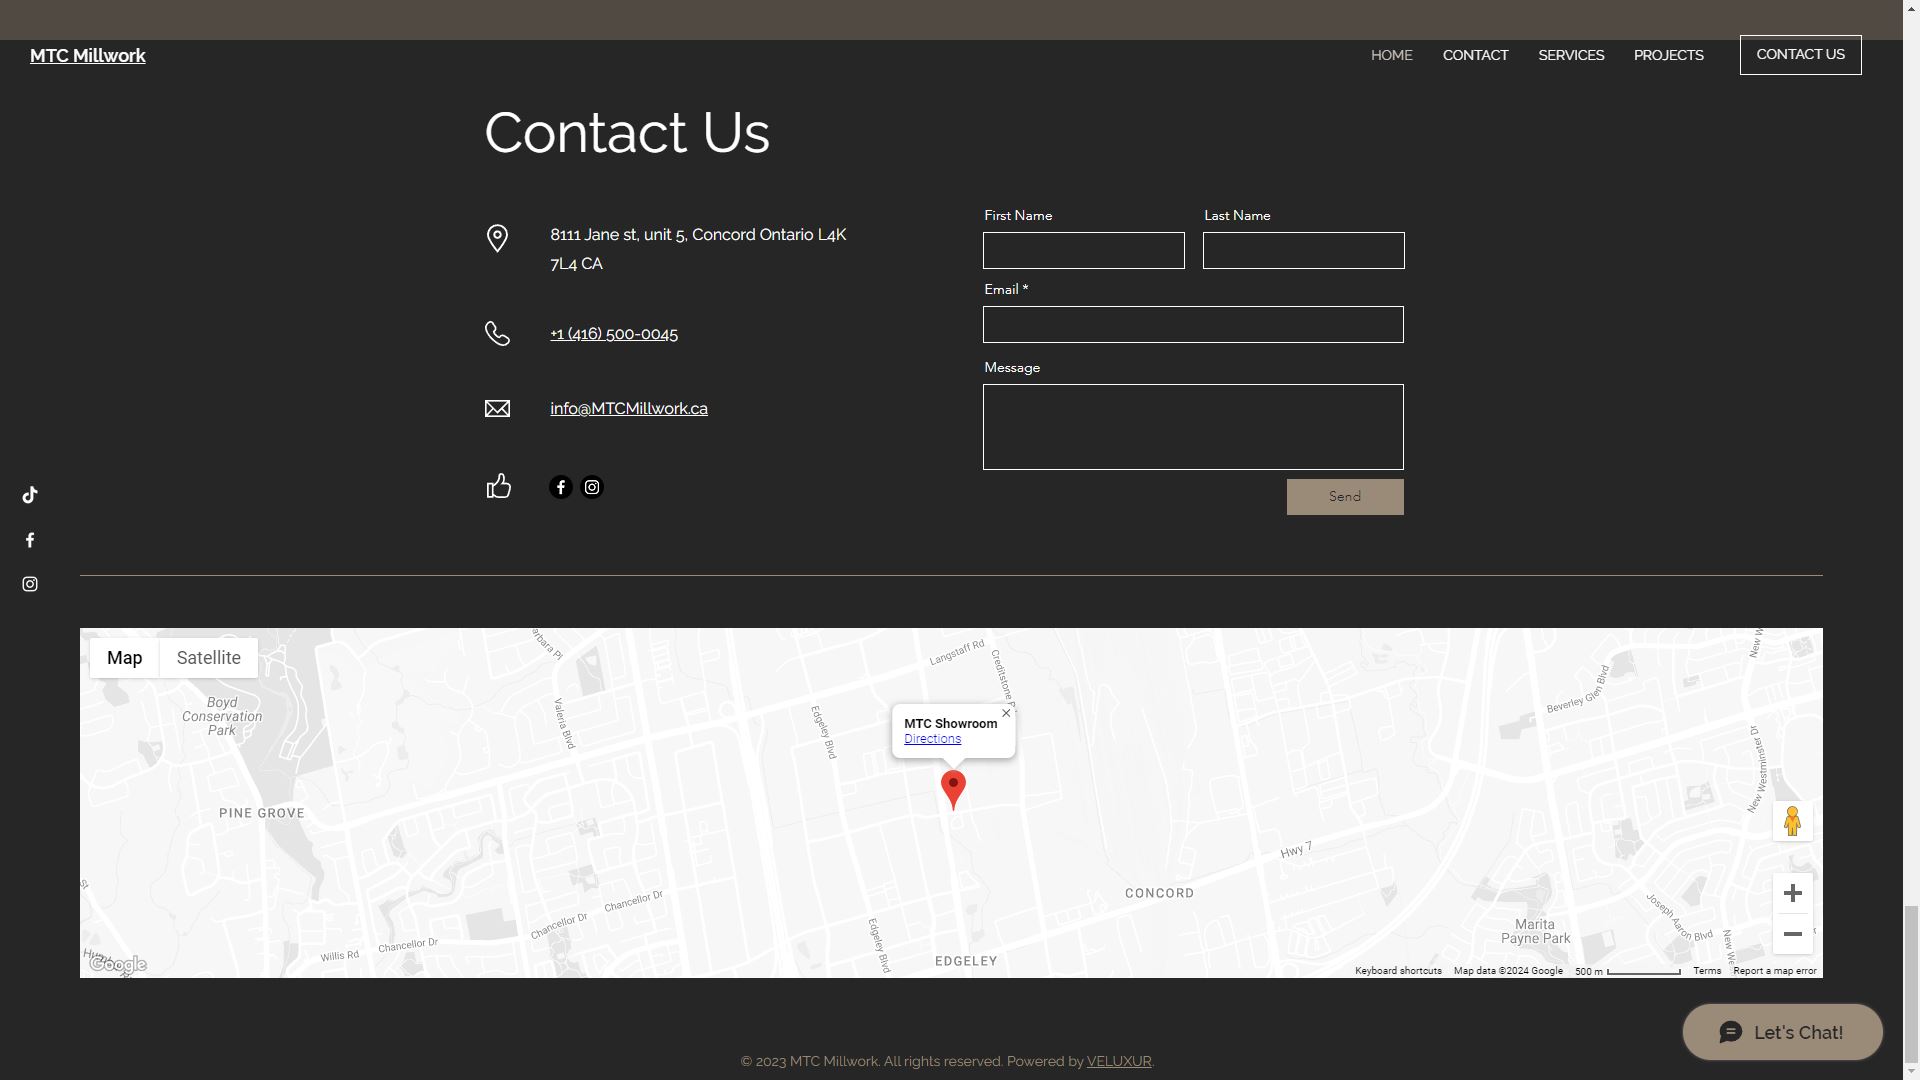 MTC Millwork
HOME
CONTACT
SERVICES
PROJECTS
CONTACT US
Contact Us
8111 Jane st, unit 5, Concord Ontario L4K
7L4 CA
+1 (416) 500-0045
info@MTCMillwork.ca
First Name
Last Name
Email *
Message
Send
Map
Satellite
Langstaff Rd
Creditstone R
Boyd
Conservation
Park
Valeria Blvd
Edgeley Blvd
MTC Showroom
Directions
Beverley Glen Blvd
New Westminster Dr
PINE GROVE
Hwy 7
CONCORD
Chancellor Dr
Chancellor Dr
Chancellor Dr
Willis Rd
Edgeley Blvd
EDGELEY
Marita
Payne Park
Joseph Aaron Blvd
Google
Keyboard shortcuts
Map data ©2024 Google
500 m
Terms
Report a map error
Let's Chat!
© 2023 MTC Millwork. All rights reserved. Powered by VELUXUR.